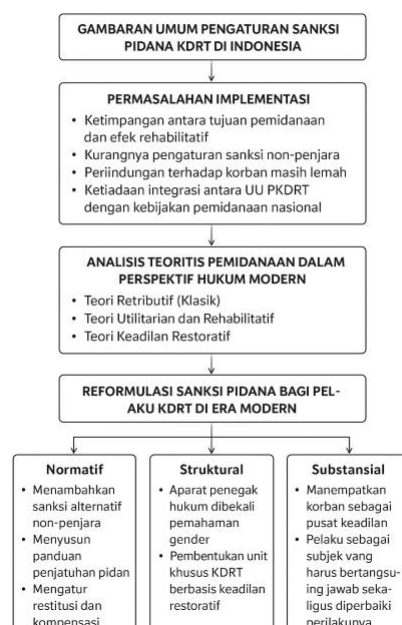 GAMBARAN UMUM PENGATURAN SANKSI
PIDANA KDRT DI INDONESIA
PERMASALAHAN IMPLEMENTASI
• Ketimpangan antara tujuan pemidanaan
dan efek rehabilitatif
• Kurangnya pengaturan sanksi non-penjara
• Periindungan terhadap korban masih lemah
• Ketiadaan integrasi antara UU PKDRT
dengan kebijakan pemidanaan nasional
ANALISIS TEORITIS PEMIDANAAN DALAM
PERSPEKTIF HUKUM MODERN
• Teori Retributif (Klasik)
• Teori Utilitarian dan Rehabilitatif
• Teori Keadilan Restoratif
REFORMULASI SANKSI PIDANA BAGI PEL-
AKU KDRT DI ERA MODERN
Normatif
• Menambahkan
sanksi alternatif
non-penjara
• Menyusun
panduan
penjatuhan pidan
• Mengatur
restitusi dan
kompensasi
Struktural
• Aparat penegak
hukum dibekali
pemahaman
gender
• Pembentukan unit
khusus KDRT
berbasis keadilan
restoratif
Substansial
• Manempatkan
korban sebagai
pusat keadilan
• Pelaku sebagai
subjek vang
harus bertangsu-
ing jawab seka-
ligus diperbaiki
perilakunya